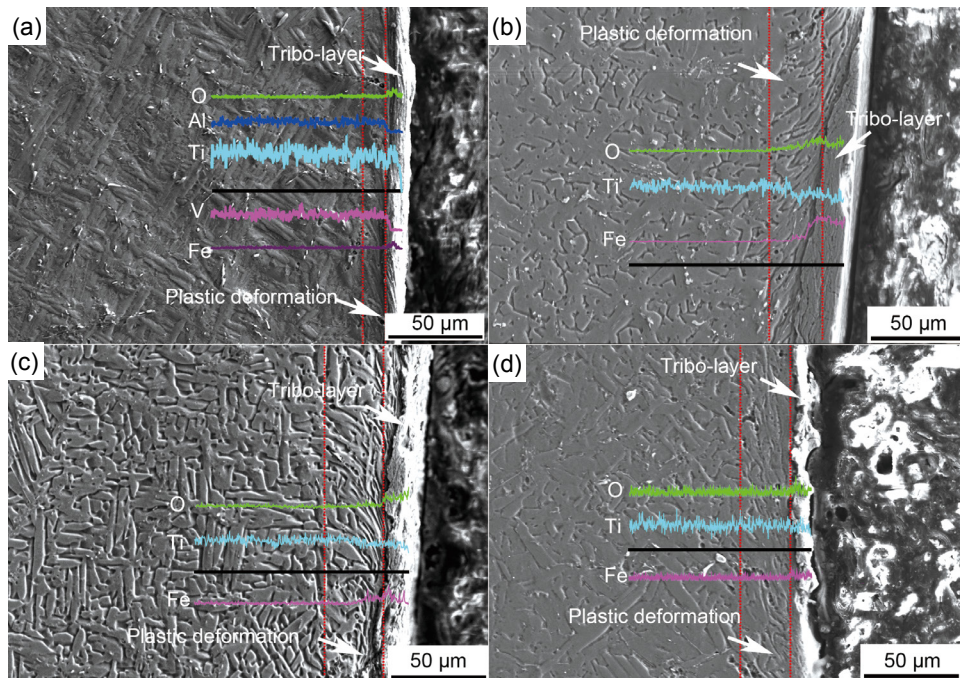 (a)
Tribo-layer
O
Al
Ti
V
Fe
Plastic deformation
50 µm
(b)
Plastic deformation
Tribo-layer
O
Ti
Fe
50 µm
(c)
Tribo-layer
O
Ti
Fe
Plastic deformation
50 µm
(d)
Tribo-layer
O
Ti
Fe
Plastic deformation
50 µm